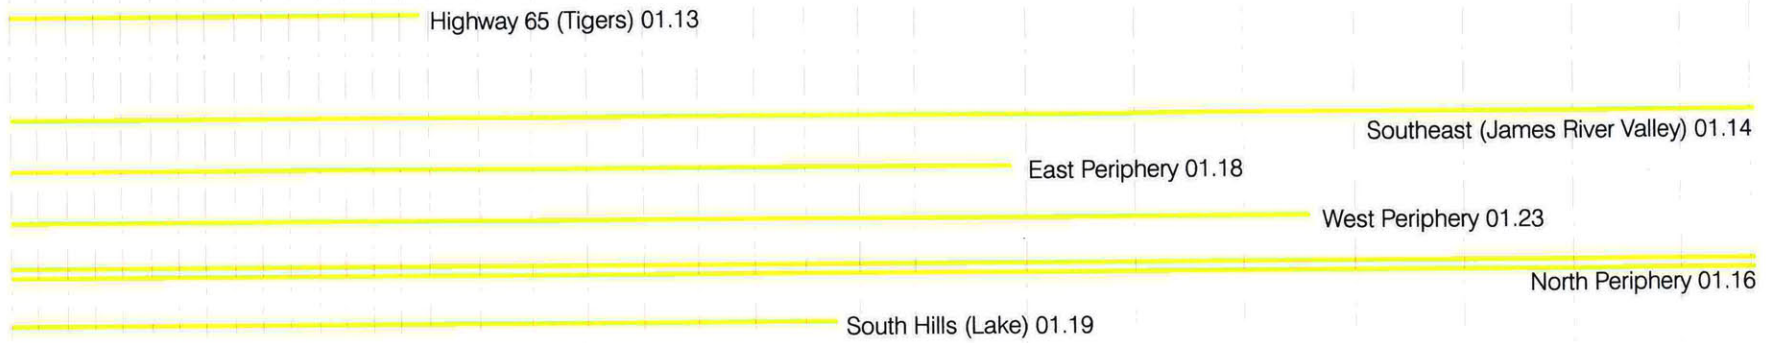 Highway 65 (Tigers) 01.13
Southeast (James River Valley) 01.14
East Periphery 01.18
West Periphery 01.23
North Periphery 01.16
South Hills (Lake) 01.19